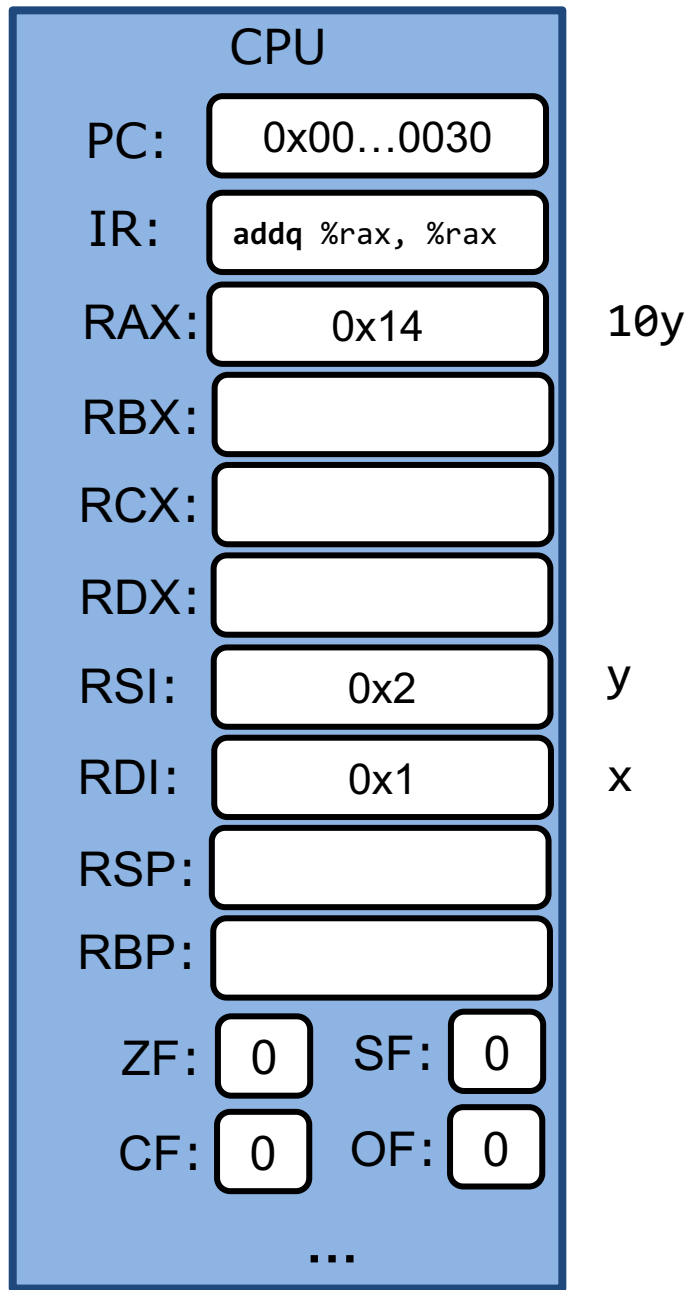 CPU
PC: 0x00...0030
IR: addq %rax, %rax
RAX: 0x14 10y
RBX:
RCX:
RDX:
RSI: 0x2 y
RDI: 0x1 x
RSP:
RBP:
ZF: 0 SF: 0
CF: 0 OF: 0
...